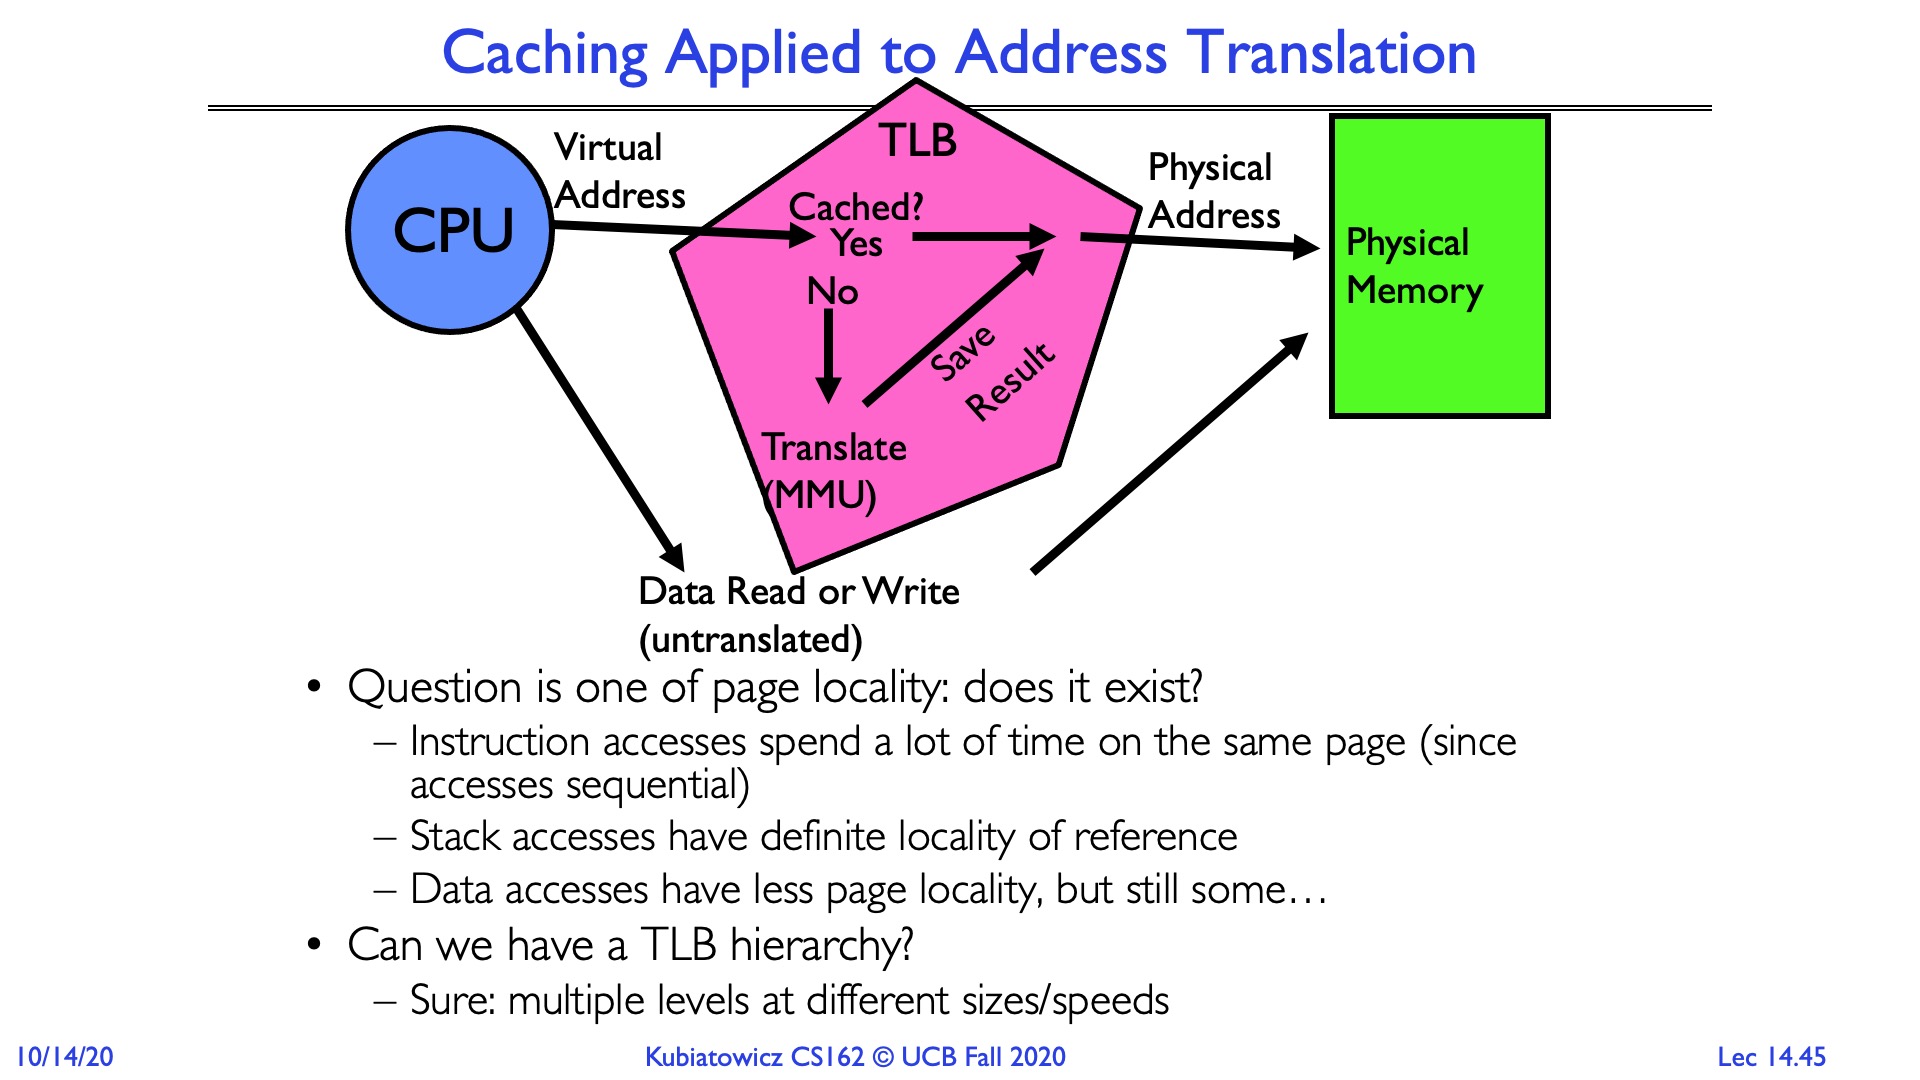 Caching Applied to Address Translation
TLB
Virtual
Address
Physical
Address
CPU
Cached?
Yes
No
Save
Result
Translate
(MMU)
Physical
Memory
Data Read or Write
(untranslated)
• Question is one of page locality: does it exist?
– Instruction accesses spend a lot of time on the same page (since
accesses sequential)
– Stack accesses have definite locality of reference
– Data accesses have less page locality, but still some…
• Can we have a TLB hierarchy?
– Sure: multiple levels at different sizes/speeds
10/14/20
Kubiatowicz CS162 © UCB Fall 2020
Lec 14.45